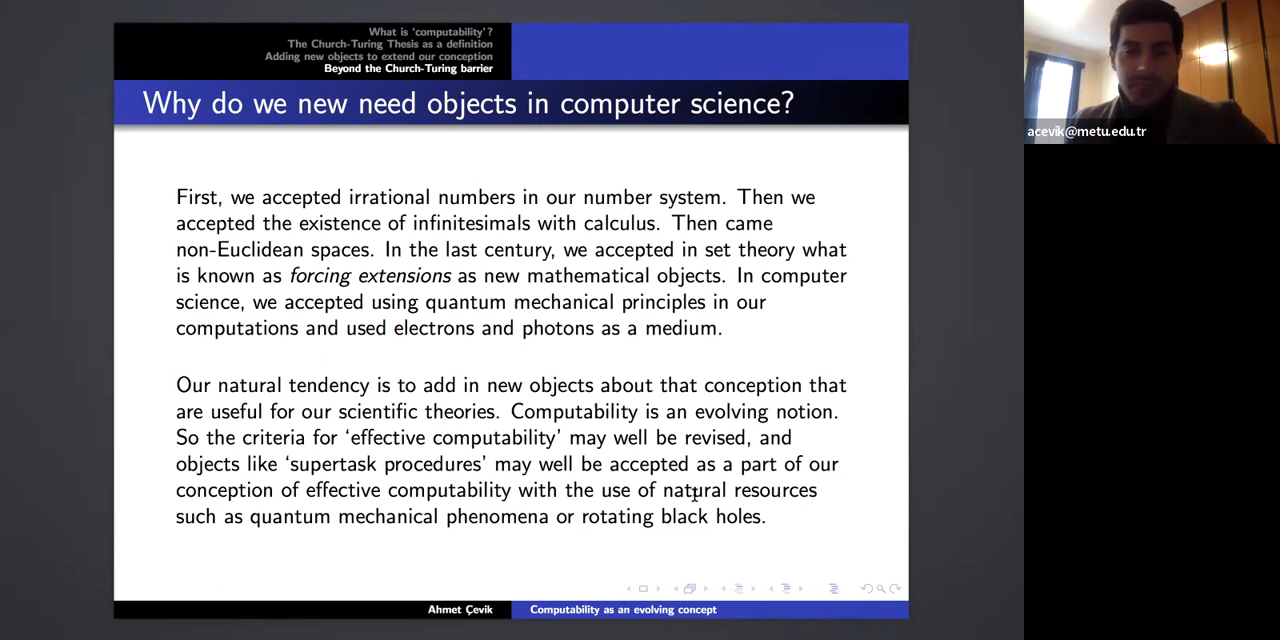 What is ‘computability’?
The Church-Turing Thesis as a definition
Adding new objects to extend our conception
Beyond the Church-Turing barrier
Why do we new need objects in computer science?
First, we accepted irrational numbers in our number system. Then we
accepted the existence of infinitesimals with calculus. Then came
non-Euclidean spaces. In the last century, we accepted in set theory what
is known as forcing extensions as new mathematical objects. In computer
science, we accepted using quantum mechanical principles in our
computations and used electrons and photons as a medium.
Our natural tendency is to add in new objects about that conception that
are useful for our scientific theories. Computability is an evolving notion.
So the criteria for ‘effective computability’ may well be revised, and
objects like ‘supertask procedures’ may well be accepted as a part of our
conception of effective computability with the use of natural resources
such as quantum mechanical phenomena or rotating black holes.
Ahmet Çevik
Computability as an evolving concept
acevik@metu.edu.tr